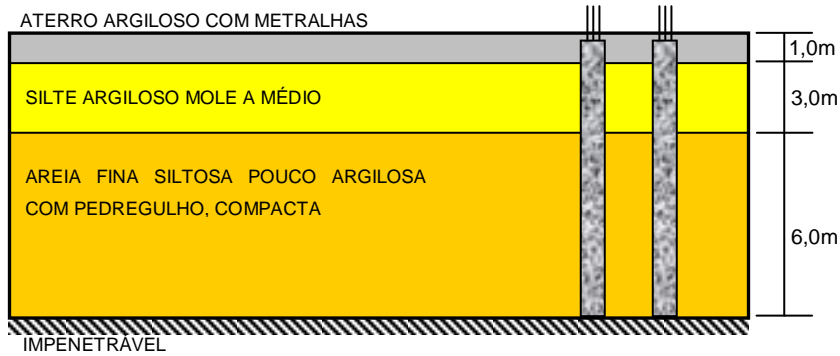 ATERRO ARGILOSO COM METRALHAS
1,0m
SILTE ARGILOSO MOLE A MÉDIO
3,0m
AREIA FINA SILTOSA POUCO ARGILOSA
COM PEDREGULHO, COMPACTA
6,0m
IMPENETRÁVEL